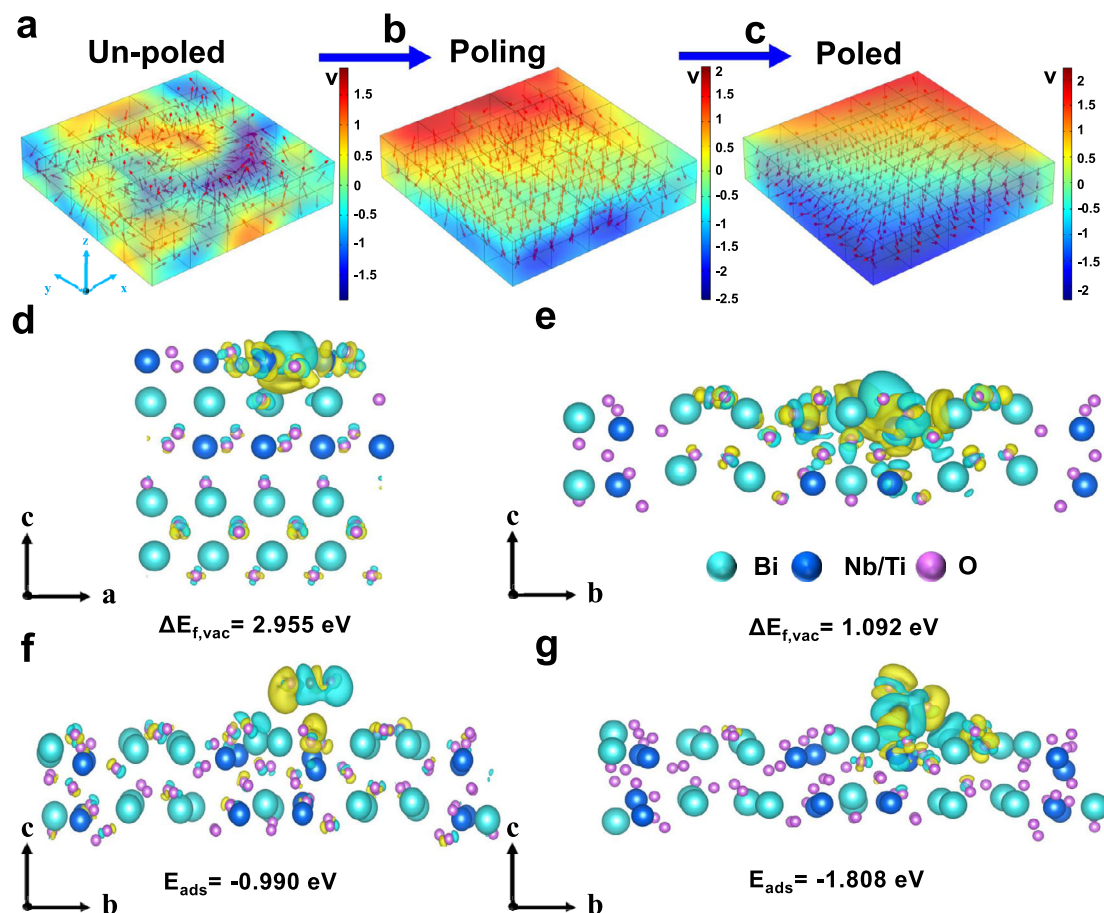 a
b
c
Un-poled
Poling
Poled
V
1.5
1
0.5
0
-0.5
-1
-1.5
V
2
1.5
1
0.5
0
-0.5
-1
-1.5
-2
-2.5
V
2
1.5
1
0.5
0
-0.5
-1
-1.5
-2
z
y
x
d
e
c
a
c
b
Bi
Nb/Ti
O
ΔEf,vac= 2.955 eV
ΔEf,vac= 1.092 eV
f
g
c
b
c
b
Eads= -0.990 eV
Eads= -1.808 eV